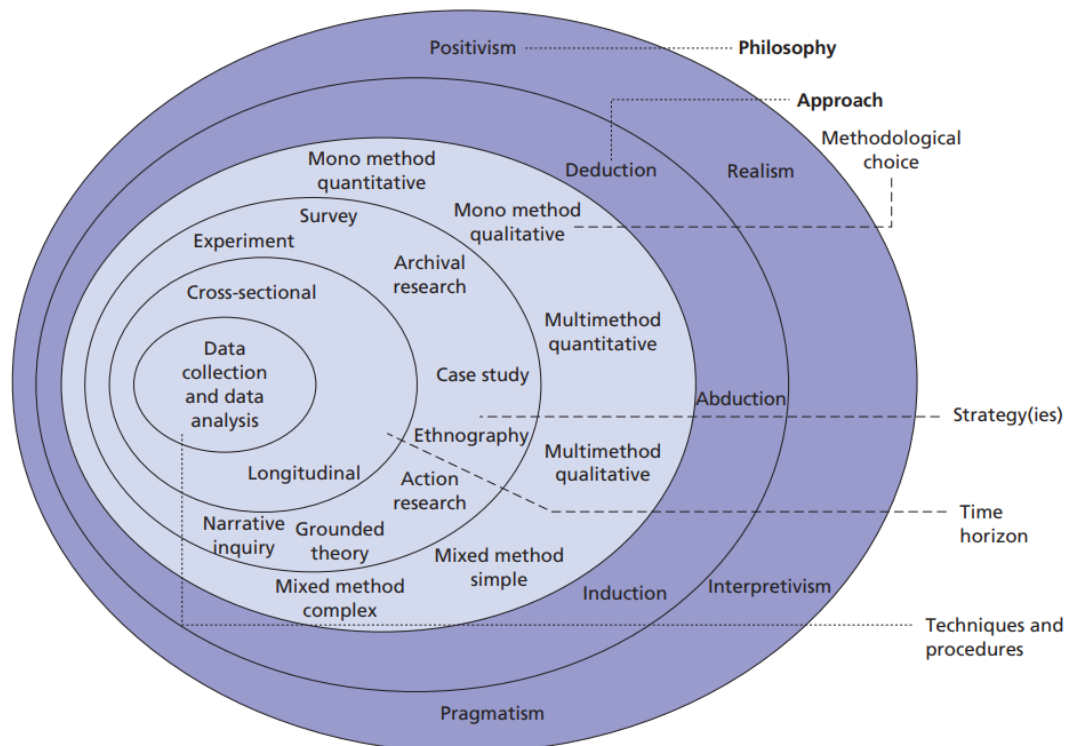 Positivism
Philosophy
Approach
Methodological
choice
Mono method
quantitative
Deduction
Realism
Survey
Mono method
qualitative
Experiment
Archival
research
Cross-sectional
Multimethod
quantitative
Data
collection
and data
analysis
Case study
Abduction
Strategy(ies)
Ethnography
Multimethod
qualitative
Longitudinal
Action
research
Time
horizon
Narrative
inquiry
Grounded
theory
Mixed method
simple
Mixed method
complex
Induction
Interpretivism
Techniques and
procedures
Pragmatism